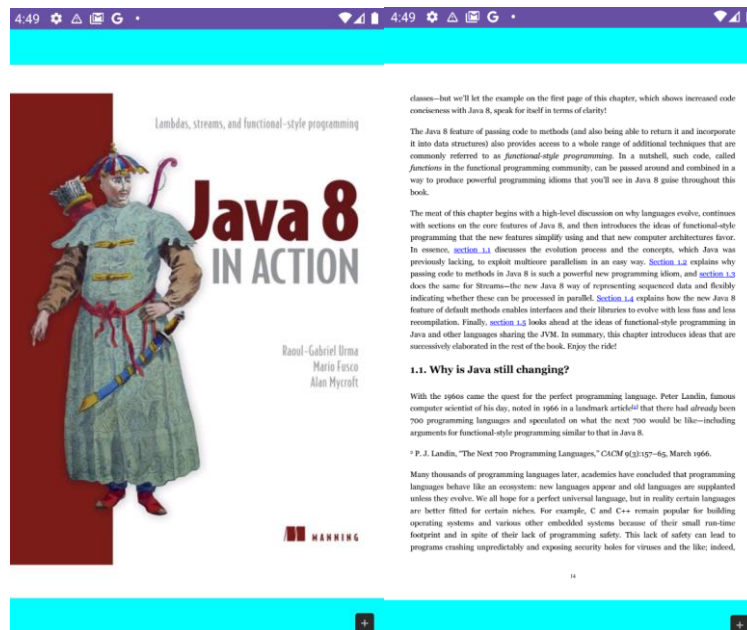 4:49 G
Lambdas, streams, and functional-style programming
Java 8
IN ACTION
Raoul-Gabriel Urma
Mario Fusco
Alan Mycroft
MANNING
+
4:49 G
classes—but we'll let the example on the first page of this chapter, which shows increased code
conciseness with Java 8, speak for itself in terms of clarity!
The Java 8 feature of passing code to methods (and also being able to return it and incorporate
it into data structures) also provides access to a whole range of additional techniques that are
commonly referred to as functional-style programming. In a nutshell, such code, called
functions in the functional programming community, can be passed around and combined in a
way to produce powerful programming idioms that you'll see in Java 8 guise throughout this
book.
The meat of this chapter begins with a high-level discussion on why languages evolve, continues
with sections on the core features of Java 8, and then introduces the ideas of functional-style
programming that the new features simplify using and that new computer architectures favor.
In essence, section 1.1 discusses the evolution process and the concepts, which Java was
previously lacking, to exploit multicore parallelism in an easy way. Section 1.2 explains why
passing code to methods in Java 8 is such a powerful new programming idiom, and section 1.3
does the same for Streams—the new Java 8 way of representing sequenced data and flexibly
indicating whether these can be processed in parallel. Section 1.4 explains how the new Java 8
feature of default methods enables interfaces and their libraries to evolve with less fuss and less
recompilation. Finally, section 1.5 looks ahead at the ideas of functional-style programming in
Java and other languages sharing the JVM. In summary, this chapter introduces ideas that are
successively elaborated in the rest of the book. Enjoy the ride!
1.1. Why is Java still changing?
With the 1960s came the quest for the perfect programming language. Peter Landin, famous
computer scientist of his day, noted in 1966 in a landmark article[2] that there had already been
700 programming languages and speculated on what the next 700 would be like—including
arguments for functional-style programming similar to that in Java 8.
2 P. J. Landin, “The Next 700 Programming Languages,” CACM 9(3):157–65, March 1966.
Many thousands of programming languages later, academics have concluded that programming
languages behave like an ecosystem: new languages appear and old languages are supplanted
unless they evolve. We all hope for a perfect universal language, but in reality certain languages
are better fitted for certain niches. For example, C and C++ remain popular for building
operating systems and various other embedded systems because of their small run-time
footprint and in spite of their lack of programming safety. This lack of safety can lead to
programs crashing unpredictably and exposing security holes for viruses and the like; indeed,
14
+